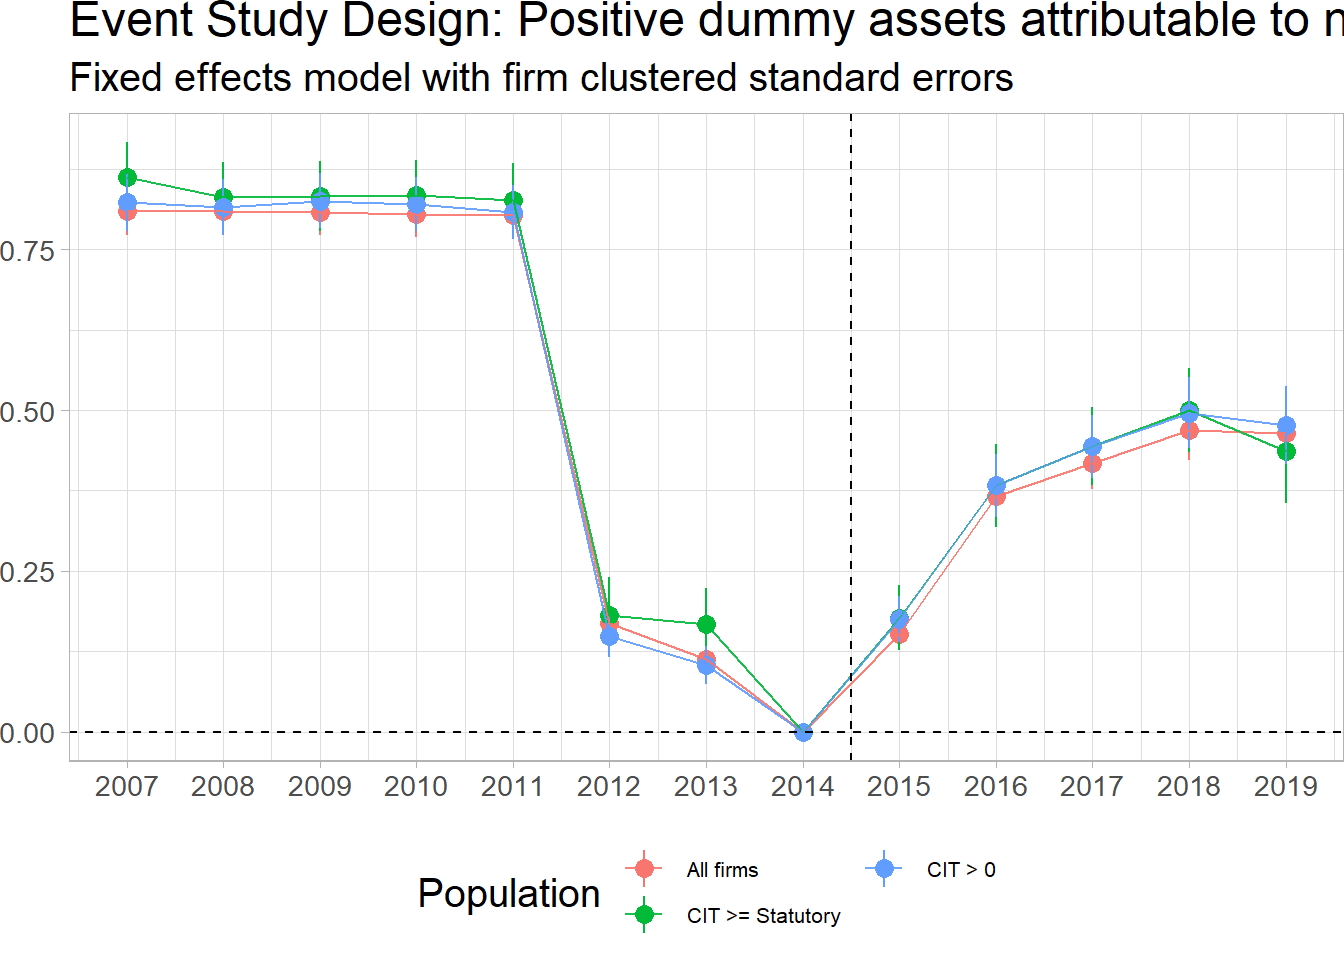 Event Study Design: Positive dummy assets attributable to
Fixed effects model with firm clustered standard errors
0.75
0.50
0.25
0.00
2007 2008 2009 2010 2011 2012 2013 2014 2015 2016 2017 2018 2019
Population
All firms
CIT > 0
CIT >= Statutory